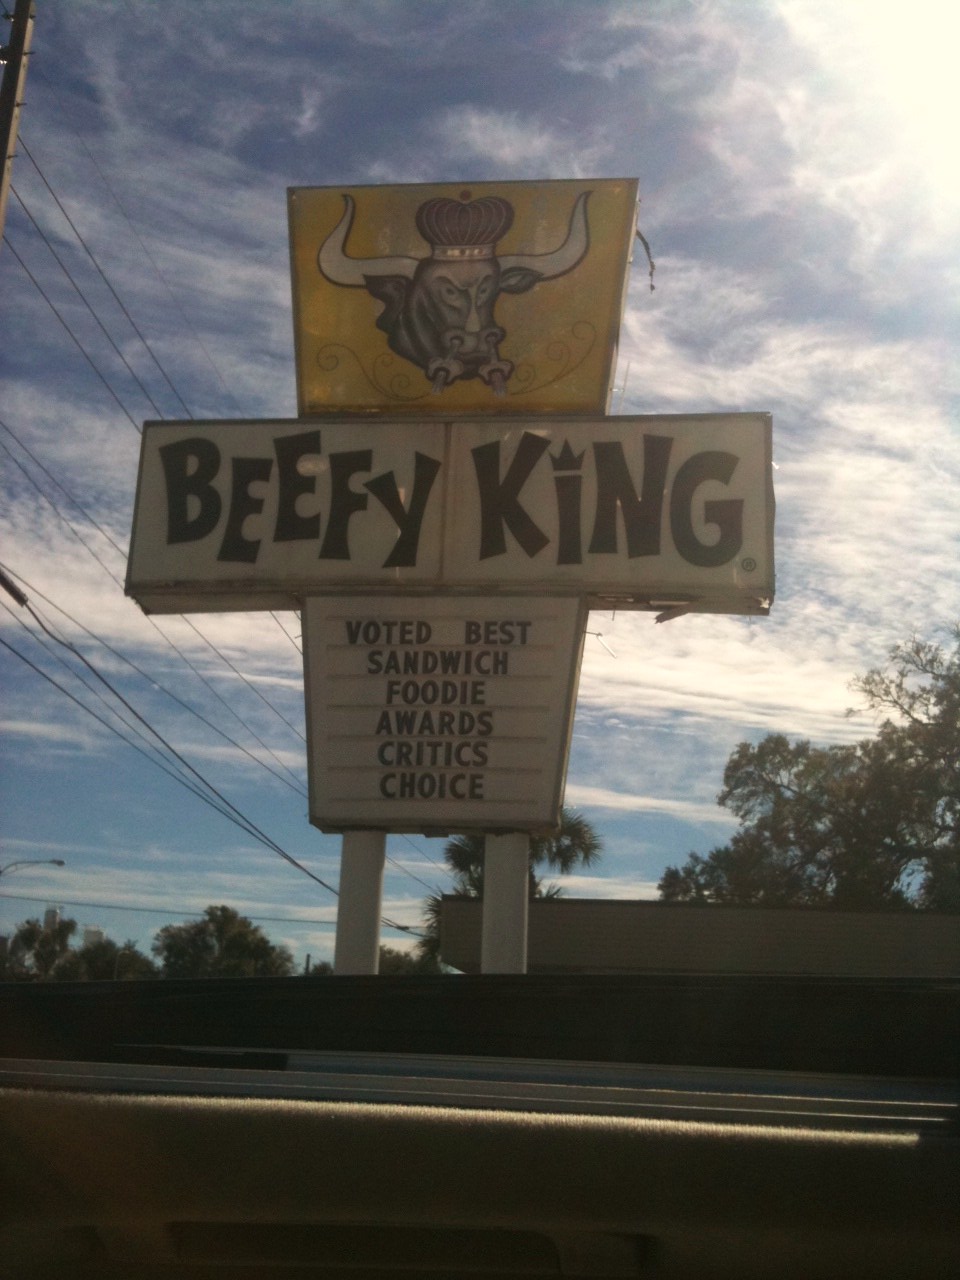 BEEFY KiNG ®
VOTED BEST
SANDWICH
FOODIE
AWARDS
CRITICS
CHOICE